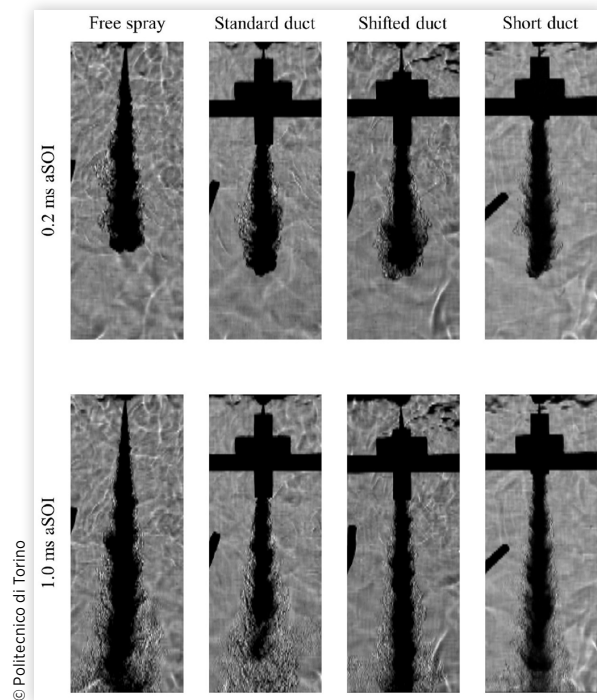 Free spray
Standard duct
Shifted duct
Short duct
0.2 ms aSOI
1.0 ms aSOI
© Politecnico di Torino